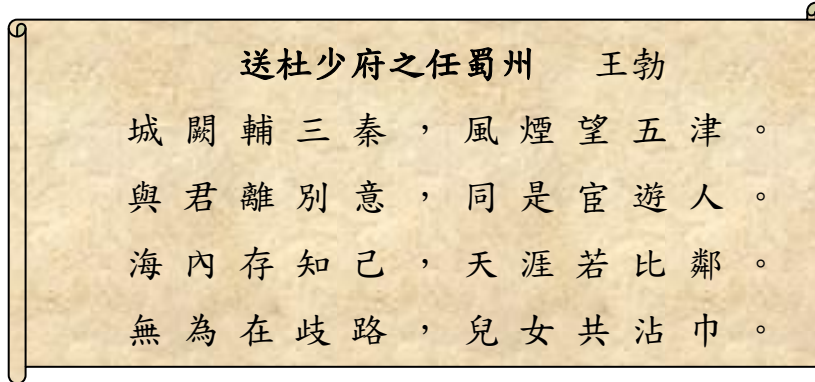 送杜少府之任蜀州　王勃
城闕輔三秦，風煙望五津。
與君離別意，同是宦遊人。
海內存知己，天涯若比鄰。
無為在歧路，兒女共沾巾。